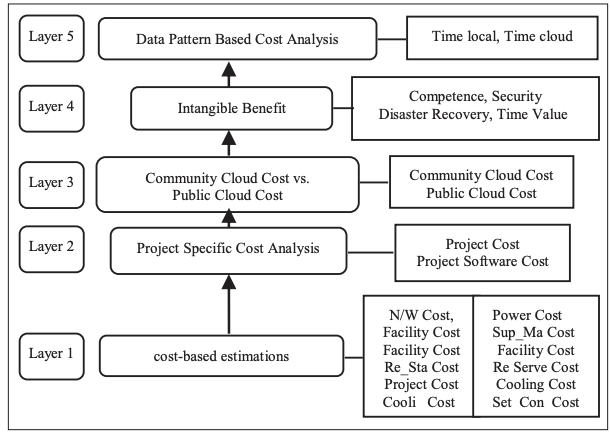 Layer 5
Data Pattern Based Cost Analysis
Time local, Time cloud
Layer 4
Intangible Benefit
Competence, Security
Disaster Recovery, Time Value
Layer 3
Community Cloud Cost vs.
Public Cloud Cost
Community Cloud Cost
Public Cloud Cost
Layer 2
Project Specific Cost Analysis
Project Cost
Project Software Cost
Layer 1
cost-based estimations
N/W Cost,
Facility Cost
Facility Cost
Re_Sta Cost
Project Cost
Cooli Cost
Power Cost
Sup_Ma Cost
Facility Cost
Re Serve Cost
Cooling Cost
Set Con Cost